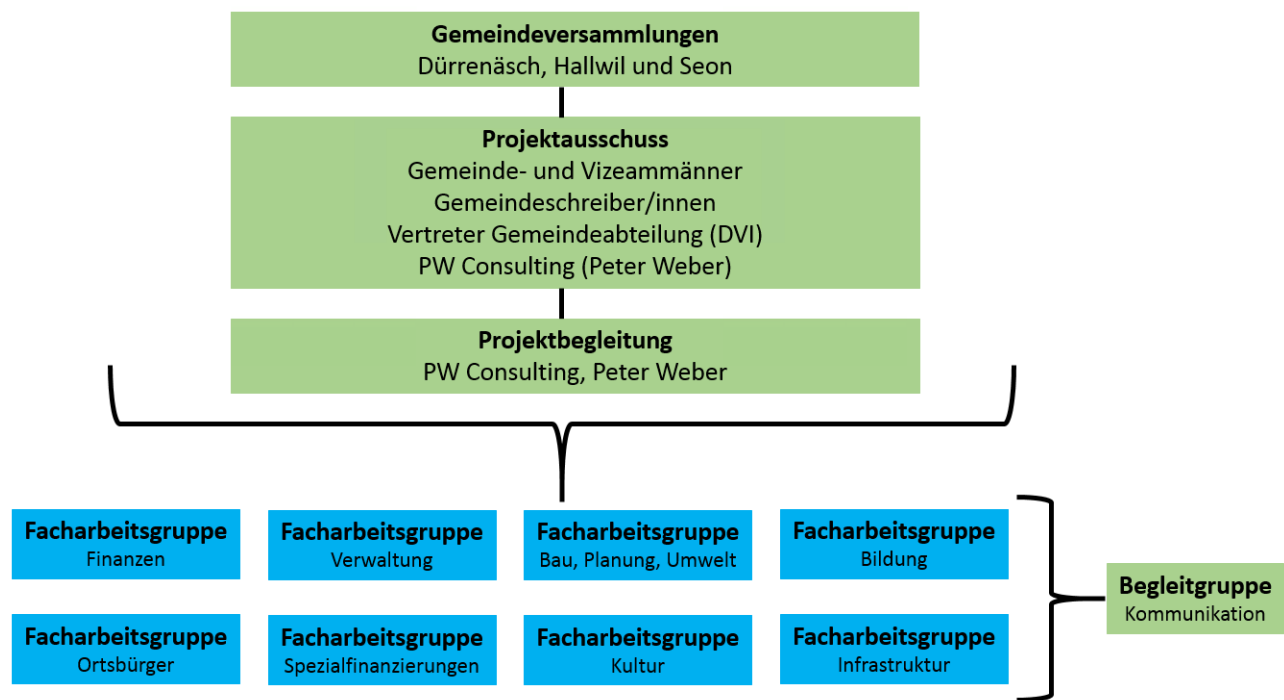 Gemeindeversammlungen
Dürrenäsch, Hallwil und Seon
Projektausschuss
Gemeinde- und Vizeammänner
Gemeindeschreiber/innen
Vertreter Gemeindeabteilung (DVI)
PW Consulting (Peter Weber)
Projektbegleitung
PW Consulting, Peter Weber
Facharbeitsgruppe
Finanzen
Facharbeitsgruppe
Verwaltung
Facharbeitsgruppe
Bau, Planung, Umwelt
Facharbeitsgruppe
Bildung
Facharbeitsgruppe
Ortsbürger
Facharbeitsgruppe
Spezialfinanzierungen
Facharbeitsgruppe
Kultur
Facharbeitsgruppe
Infrastruktur
Begleitgruppe
Kommunikation